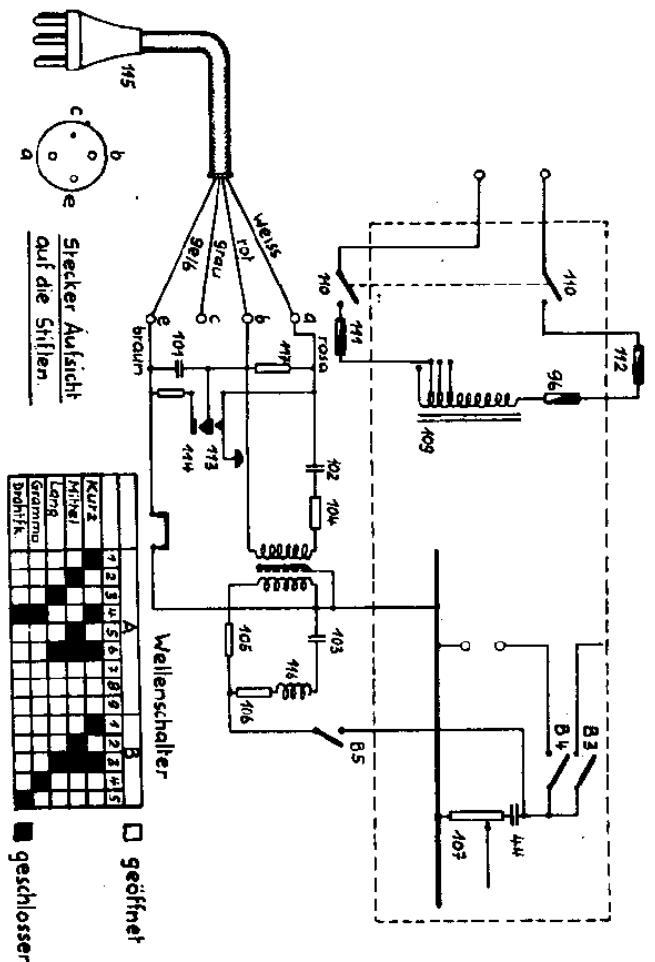 115
c
b
a
e
Stecker Aufsicht
auf die Stiften.
weiss
rot
grau
gelb
a
b
c
e
rosa
braun
117
101
113
114
102
104
103
105
106
116
B5
110
110
111
112
96
109
B3
B4
44
107
Wellenschalter
A B
1 2 3 4 5 6 7 8 9 1 2 3 4 5
Kurz
Mittel
Lang
Grammo
Drahtfk.
geöffnet
geschlossen